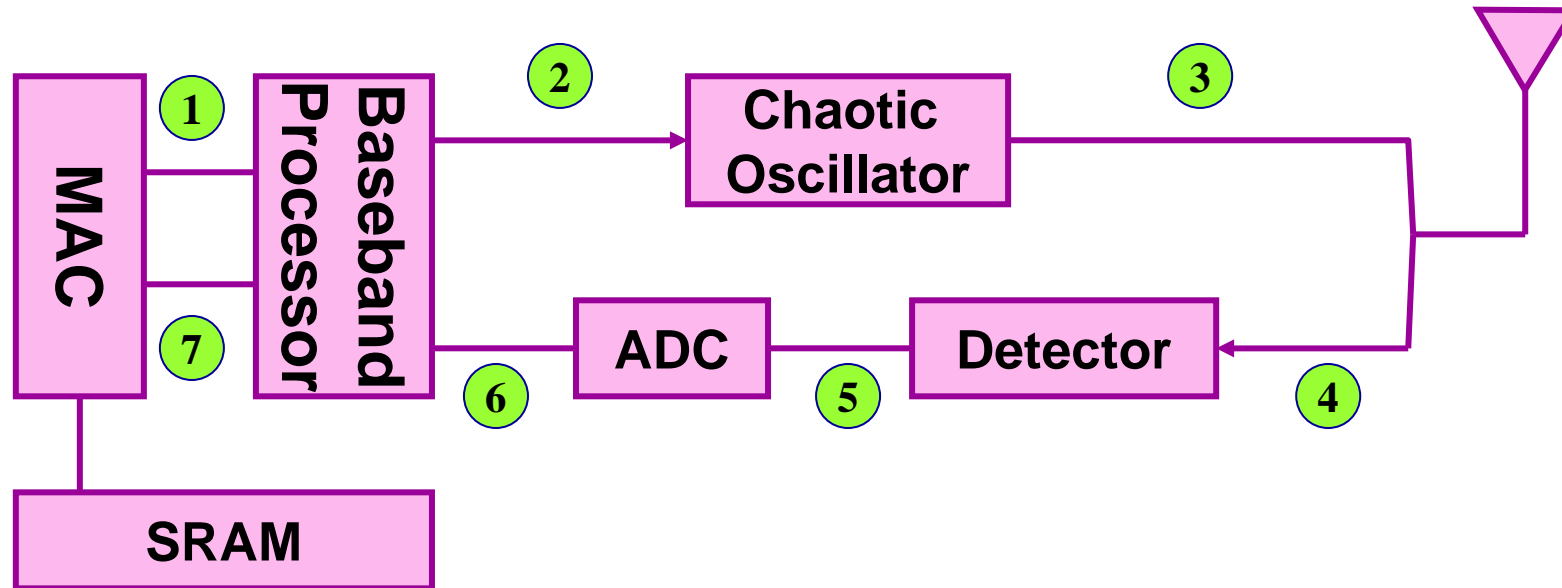 1
2
3
MAC
Baseband
Processor
Chaotic
Oscillator
7
6
ADC
5
Detector
4
SRAM